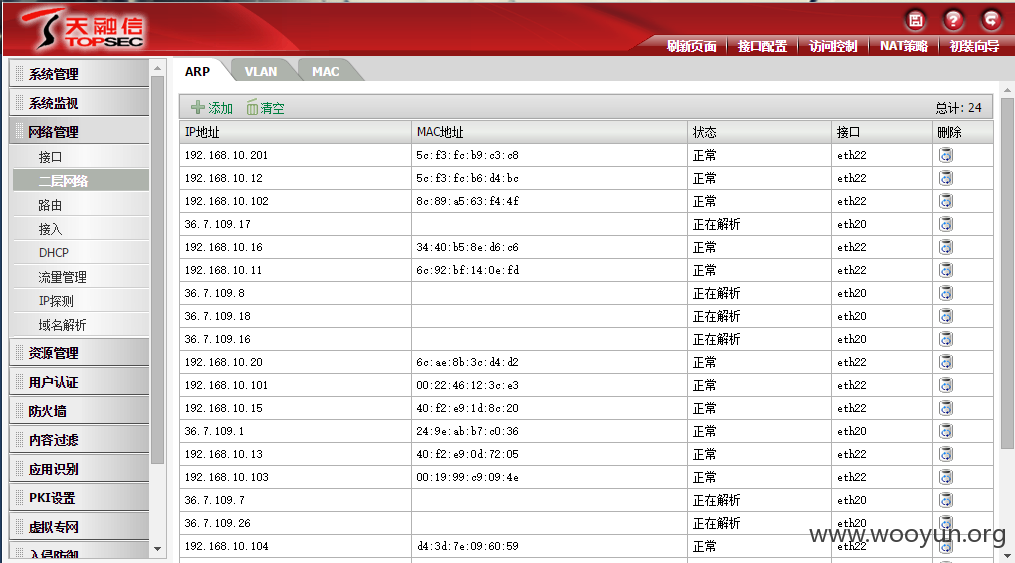 天融信
TOPSEC
刷新页面 接口配置 访问控制 NAT策略 初装向导
系统管理
系统监视
网络管理
接口
二层网络
路由
接入
DHCP
流量管理
IP探测
域名解析
资源管理
用户认证
防火墙
内容过滤
应用识别
PKI设置
虚拟专网
入侵防御
ARP VLAN MAC
添加 清空 总计: 24
IP地址 MAC地址 状态 接口 删除
192.168.10.201 5c:f3:fc:b9:c3:c8 正常 eth22
192.168.10.12 5c:f3:fc:b6:d4:bc 正常 eth22
192.168.10.102 8c:89:a5:63:f4:4f 正常 eth22
36.7.109.17 正在解析 eth20
192.168.10.16 34:40:b5:8e:d6:c6 正常 eth22
192.168.10.11 6c:92:bf:14:0e:fd 正常 eth22
36.7.109.8 正在解析 eth20
36.7.109.18 正在解析 eth20
36.7.109.16 正在解析 eth20
192.168.10.20 6c:ae:8b:3c:d4:d2 正常 eth22
192.168.10.101 00:22:46:12:3c:e3 正常 eth22
192.168.10.15 40:f2:e9:1d:8c:20 正常 eth22
36.7.109.1 24:9e:ab:b7:c0:36 正常 eth20
192.168.10.13 40:f2:e9:0d:72:05 正常 eth22
192.168.10.103 00:19:99:c9:09:4e 正常 eth22
36.7.109.7 正在解析 eth20
36.7.109.26 正在解析 eth20
192.168.10.104 d4:3d:7e:09:60:59 正常 eth22
www.wooyun.org